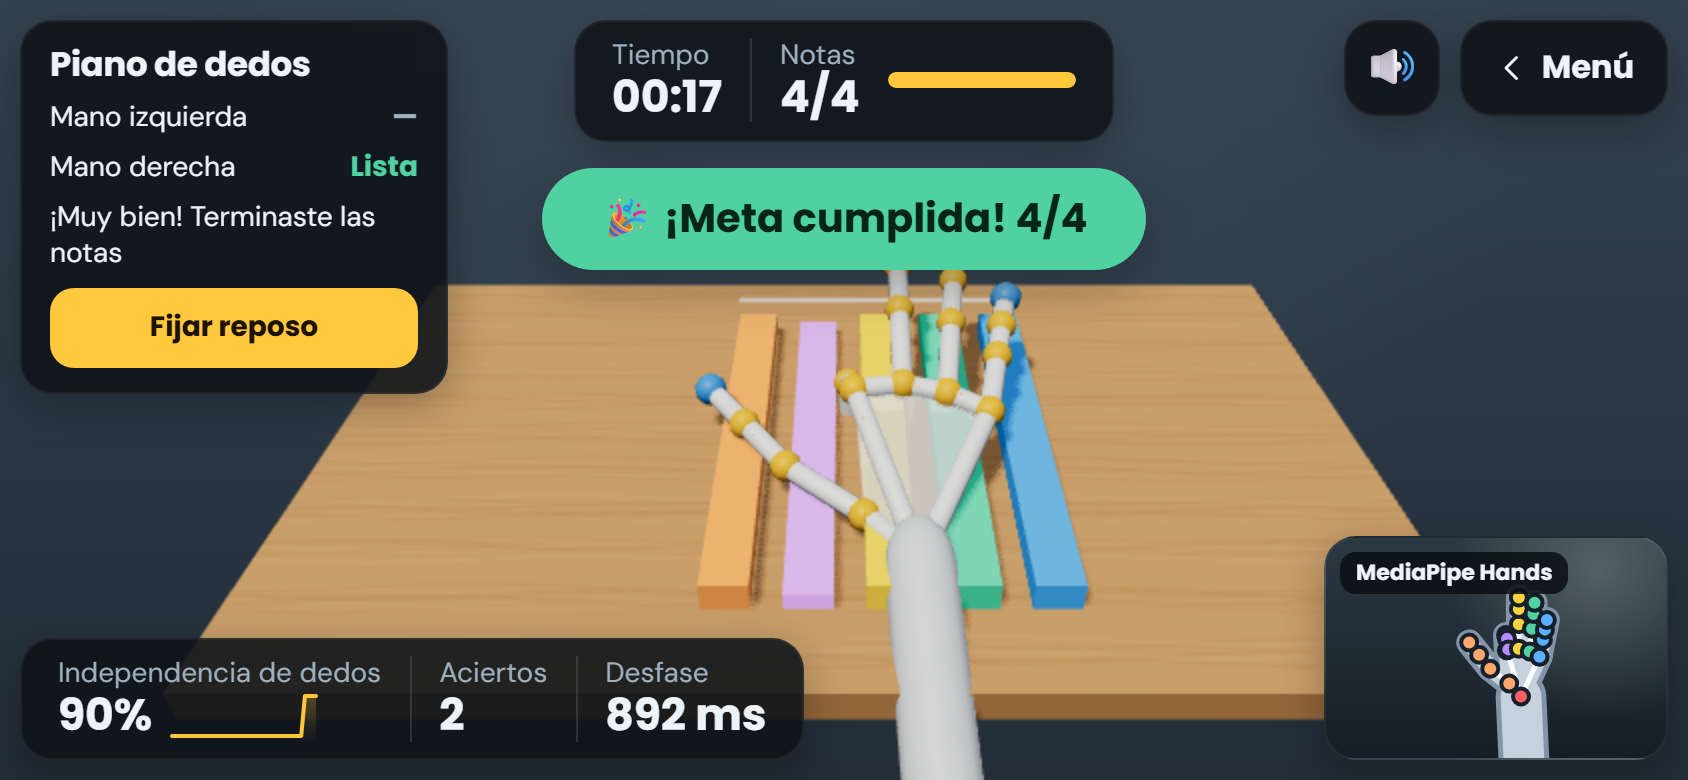 Piano de dedos
Mano izquierda –
Mano derecha Lista
¡Muy bien! Terminaste las
notas
Fijar reposo
Tiempo
00:17
Notas
4/4
Menú
🎉 ¡Meta cumplida! 4/4
MediaPipe Hands
Independencia de dedos
90%
Aciertos
2
Desfase
892 ms